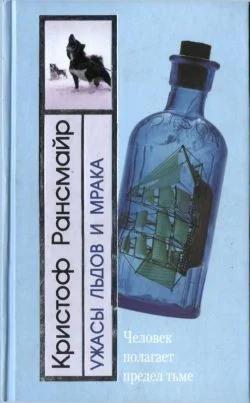 Кристоф Рансмайр
УЖАСЫ ЛЬДОВ И МРАКА
Человек
полагает
предел тьме